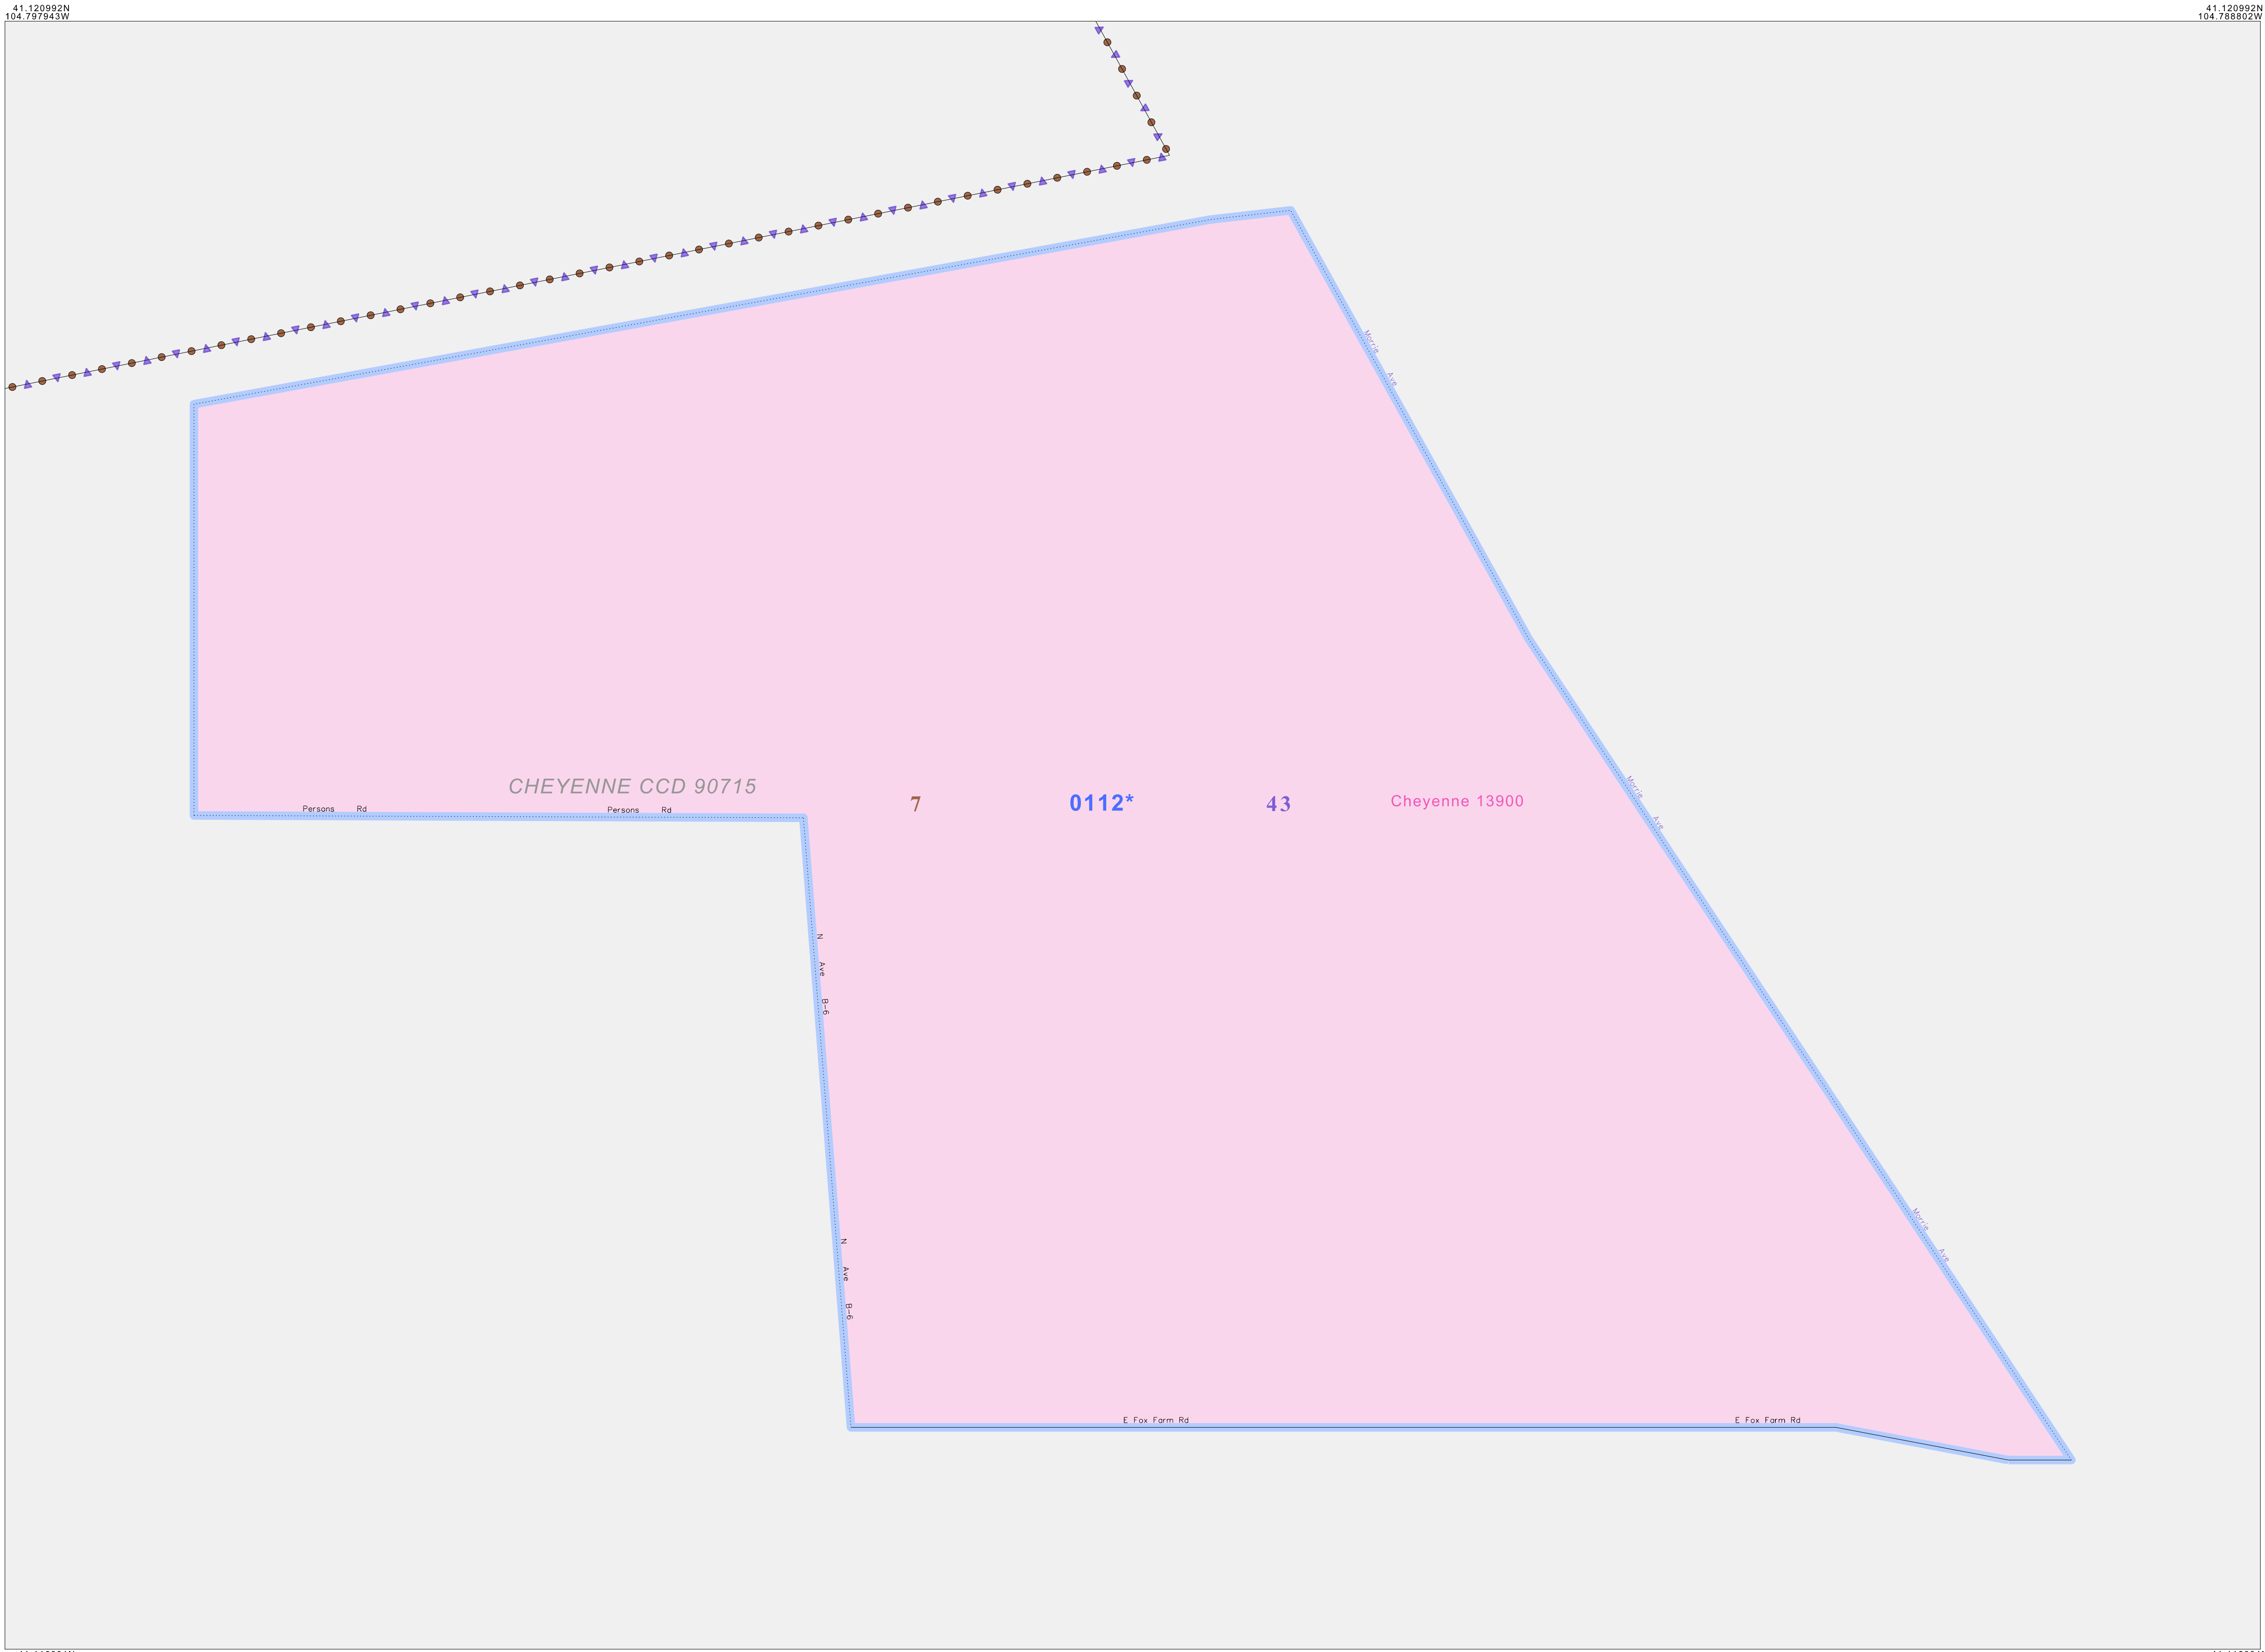 41.120992N
104.797943W
41.120992N
104.788802W
Morrie Ave
CHEYENNE CCD 90715
Persons Rd
Persons Rd
7
0112*
43
Cheyenne 13900
Morrie Ave
N Ave B-6
Morrie Ave
N Ave B-6
E Fox Farm Rd
E Fox Farm Rd